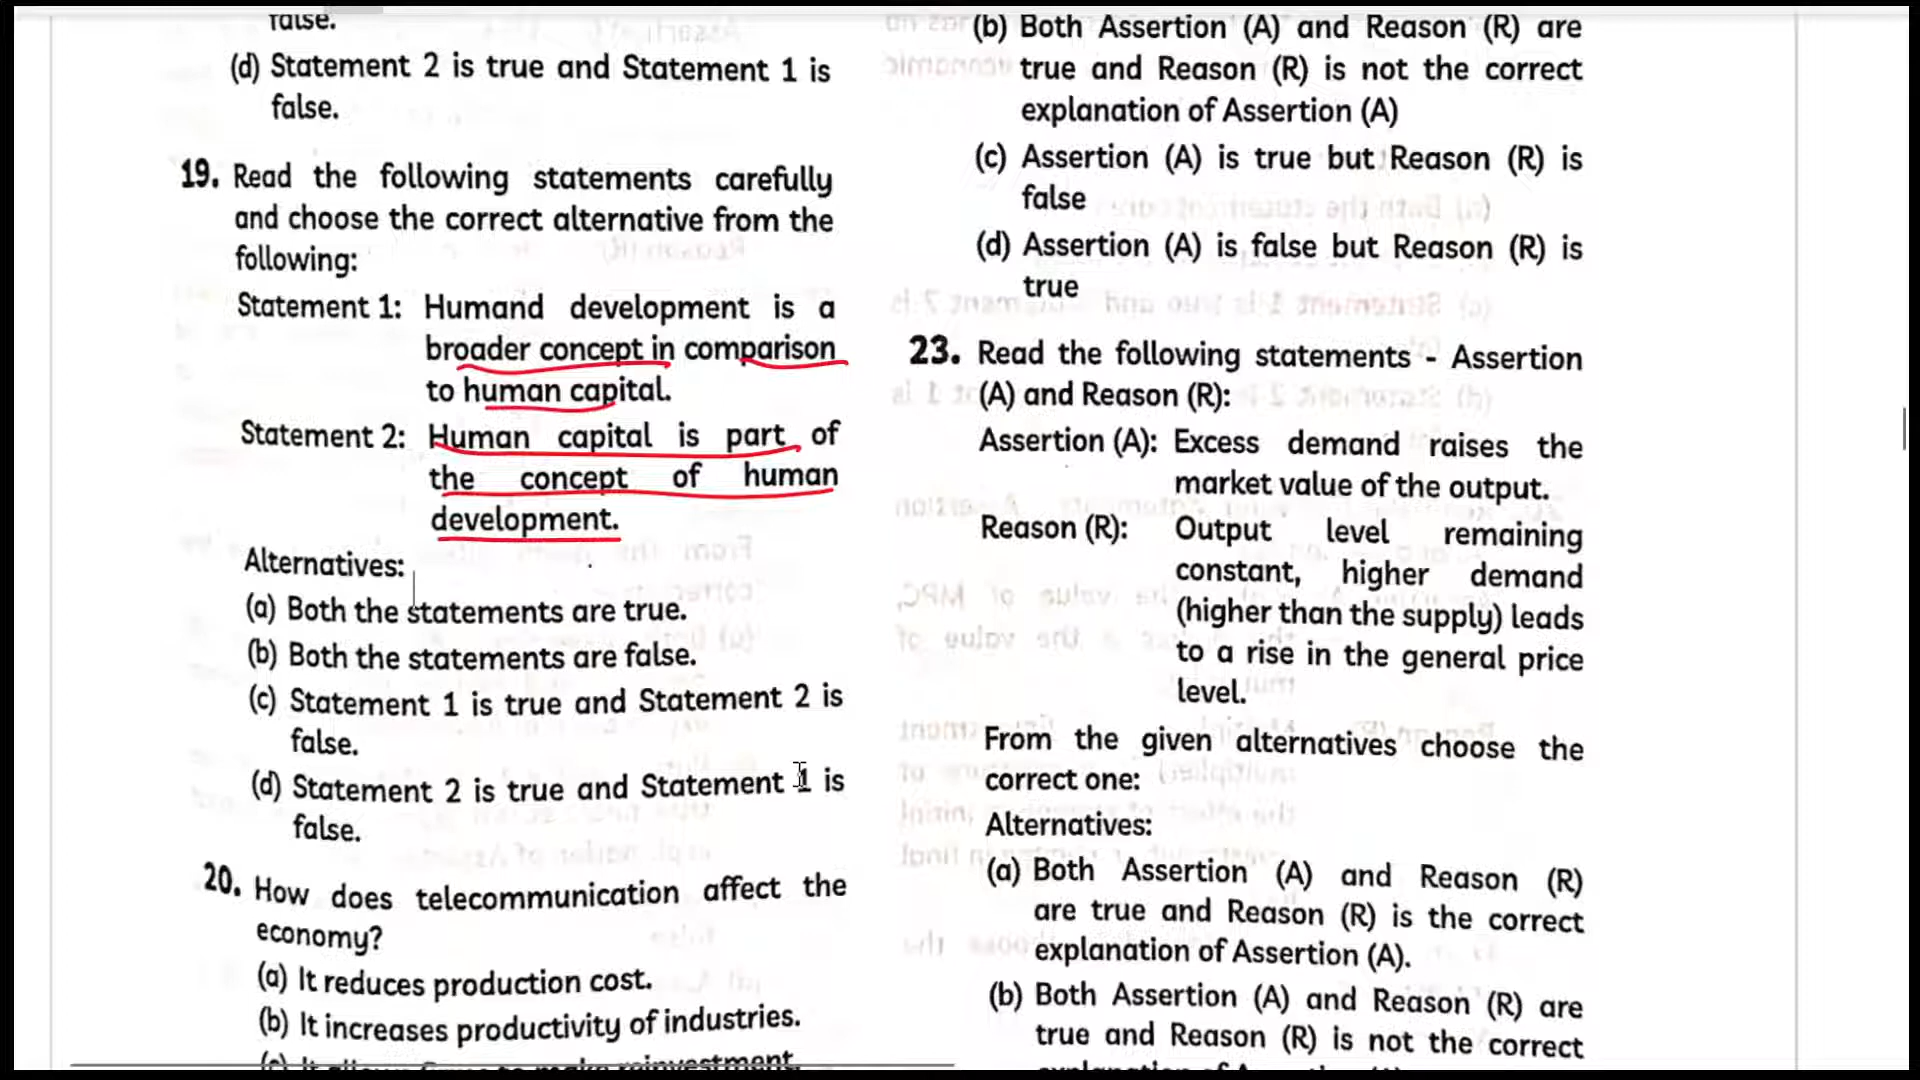 false.
(d) Statement 2 is true and Statement 1 is
false.
19. Read the following statements carefully
and choose the correct alternative from the
following:
Statement 1: Humand development is a
broader concept in comparison
to human capital.
Statement 2: Human capital is part of
the concept of human
development.
Alternatives:
(a) Both the statements are true.
(b) Both the statements are false.
(c) Statement 1 is true and Statement 2 is
false.
(d) Statement 2 is true and Statement 1 is
false.
20. How does telecommunication affect the
economy?
(a) It reduces production cost.
(b) It increases productivity of industries.
(b) Both Assertion (A) and Reason (R) are
true and Reason (R) is not the correct
explanation of Assertion (A)
(c) Assertion (A) is true but Reason (R) is
false
(d) Assertion (A) is false but Reason (R) is
true
23. Read the following statements - Assertion
(A) and Reason (R):
Assertion (A): Excess demand raises the
market value of the output.
Reason (R): Output level remaining
constant, higher demand
(higher than the supply) leads
to a rise in the general price
level.
From the given alternatives choose the
correct one:
Alternatives:
(a) Both Assertion (A) and Reason (R)
are true and Reason (R) is the correct
explanation of Assertion (A).
(b) Both Assertion (A) and Reason (R) are
true and Reason (R) is not the correct